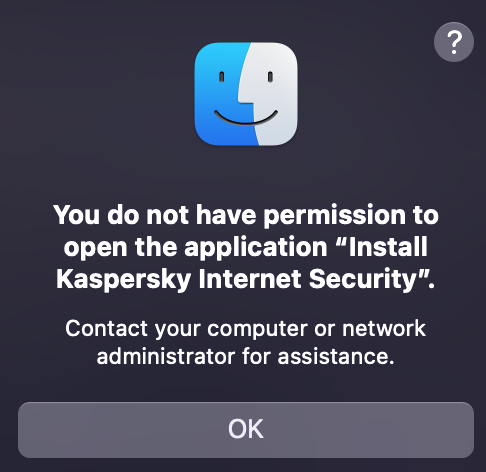 ?
You do not have permission to
open the application “Install
Kaspersky Internet Security”.
Contact your computer or network
administrator for assistance.
OK